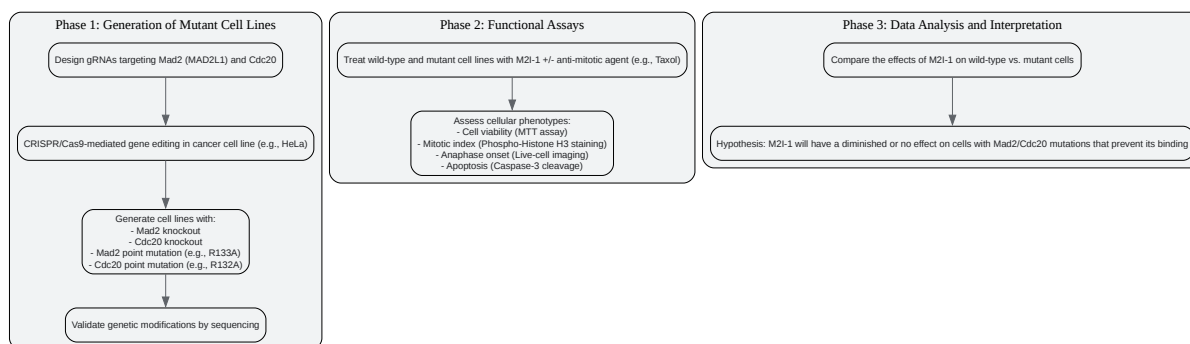 Phase 1: Generation of Mutant Cell Lines
Design gRNAs targeting Mad2 (MAD2L1) and Cdc20
CRISPR/Cas9-mediated gene editing in cancer cell line (e.g., HeLa)
Generate cell lines with:
- Mad2 knockout
- Cdc20 knockout
- Mad2 point mutation (e.g., R133A)
- Cdc20 point mutation (e.g., R132A)
Validate genetic modifications by sequencing
Phase 2: Functional Assays
Treat wild-type and mutant cell lines with M2I-1 +/- anti-mitotic agent (e.g., Taxol)
Assess cellular phenotypes:
- Cell viability (MTT assay)
- Mitotic index (Phospho-Histone H3 staining)
- Anaphase onset (Live-cell imaging)
- Apoptosis (Caspase-3 cleavage)
Phase 3: Data Analysis and Interpretation
Compare the effects of M2I-1 on wild-type vs. mutant cells
Hypothesis: M2I-1 will have a diminished or no effect on cells with Mad2/Cdc20 mutations that prevent its binding